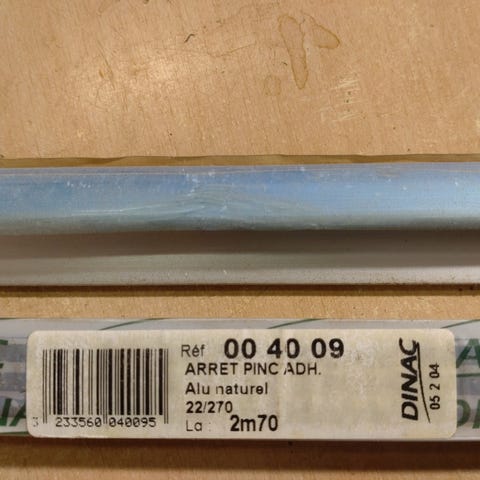 Réf 00 40 09
ARRET PINC ADH.
Alu naturel
22/270
La : 2m70
3 233560 040095
DINAC
05 2 04